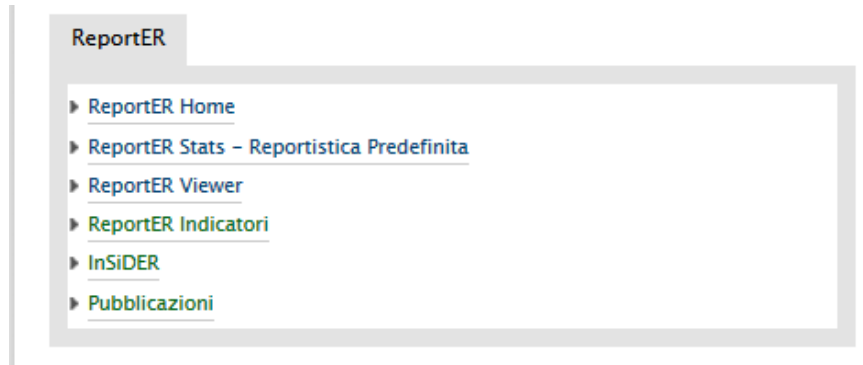 ReportER
ReportER Home
ReportER Stats – Reportistica Predefinita
ReportER Viewer
ReportER Indicatori
InSiDER
Pubblicazioni